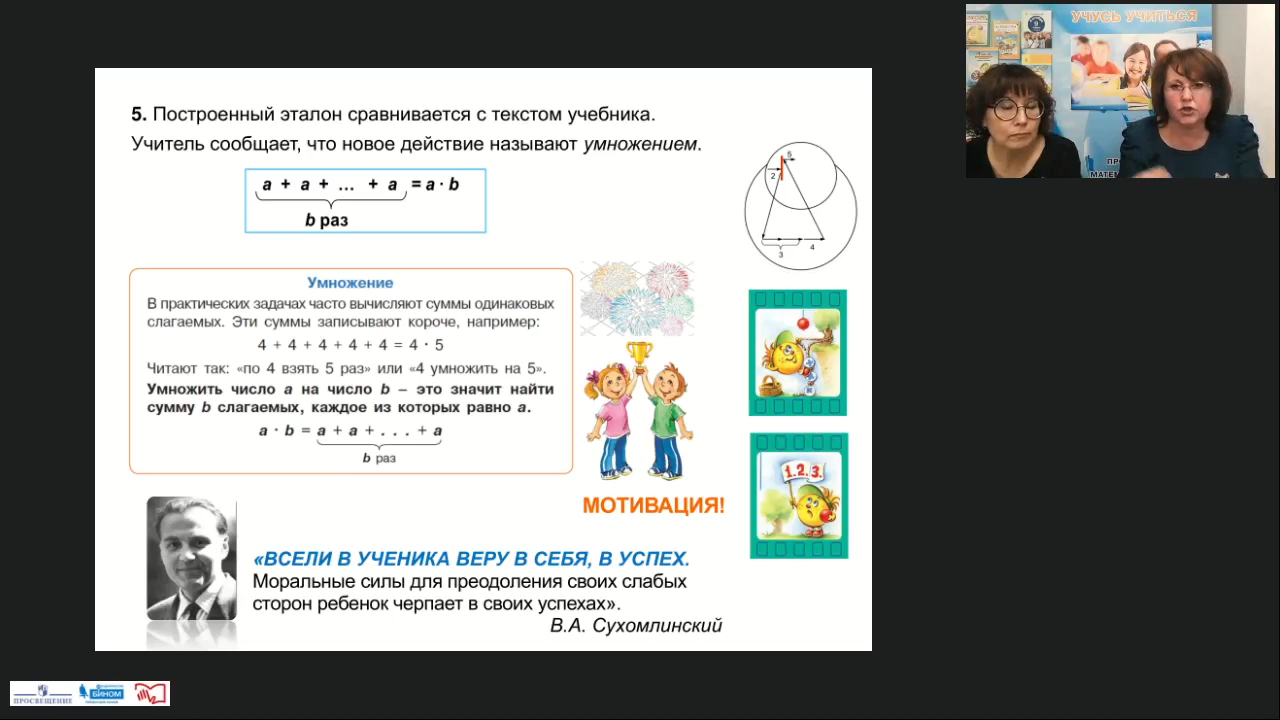 УЧУСЬ УЧИТЬСЯ
5. Построенный эталон сравнивается с текстом учебника.
Учитель сообщает, что новое действие называют умножением.
a + a + ... + a = a · b
b раз
5
2
3
4
Умножение
В практических задачах часто вычисляют суммы одинаковых
слагаемых. Эти суммы записывают короче, например:
4 + 4 + 4 + 4 + 4 = 4 · 5
Читают так: «по 4 взять 5 раз» или «4 умножить на 5».
Умножить число a на число b – это значит найти
сумму b слагаемых, каждое из которых равно a.
a · b = a + a + . . . + a
b раз
1.2.3.
МОТИВАЦИЯ!
«ВСЕЛИ В УЧЕНИКА ВЕРУ В СЕБЯ, В УСПЕХ.
Моральные силы для преодоления своих слабых
сторон ребенок черпает в своих успехах».
В.А. Сухомлинский
ПРОСВЕЩЕНИЕ
БИНОМ